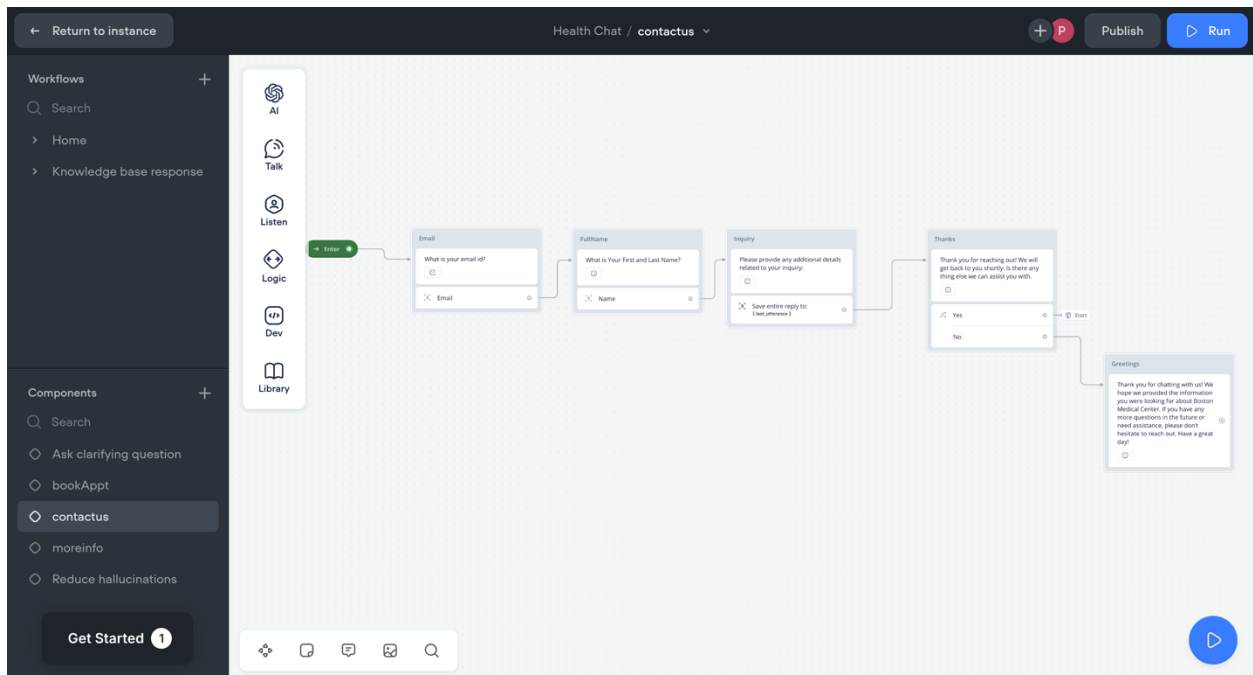 Return to instance
Health Chat / contactus
P
Publish
Run
Workflows
Search
Home
Knowledge base response
Components
Search
Ask clarifying question
bookAppt
contactus
moreinfo
Reduce hallucinations
Get Started 1
AI
Talk
Listen
Logic
Dev
Library
Enter
Email
What is your email id?
Email
FullName
What is Your First and Last Name?
Name
Inquiry
Please provide any additional details
related to your inquiry:
Save entire reply to:
{last_utterance}
Thanks
Thank you for reaching out! We will
get back to you shortly. Is there any
thing else we can assist you with.
Yes
Start
No
Greetings
Thank you for chatting with us! We
hope we provided the information
you were looking for about Boston
Medical Center. If you have any
more questions in the future or
need assistance, please don't
hesitate to reach out. Have a great
day!